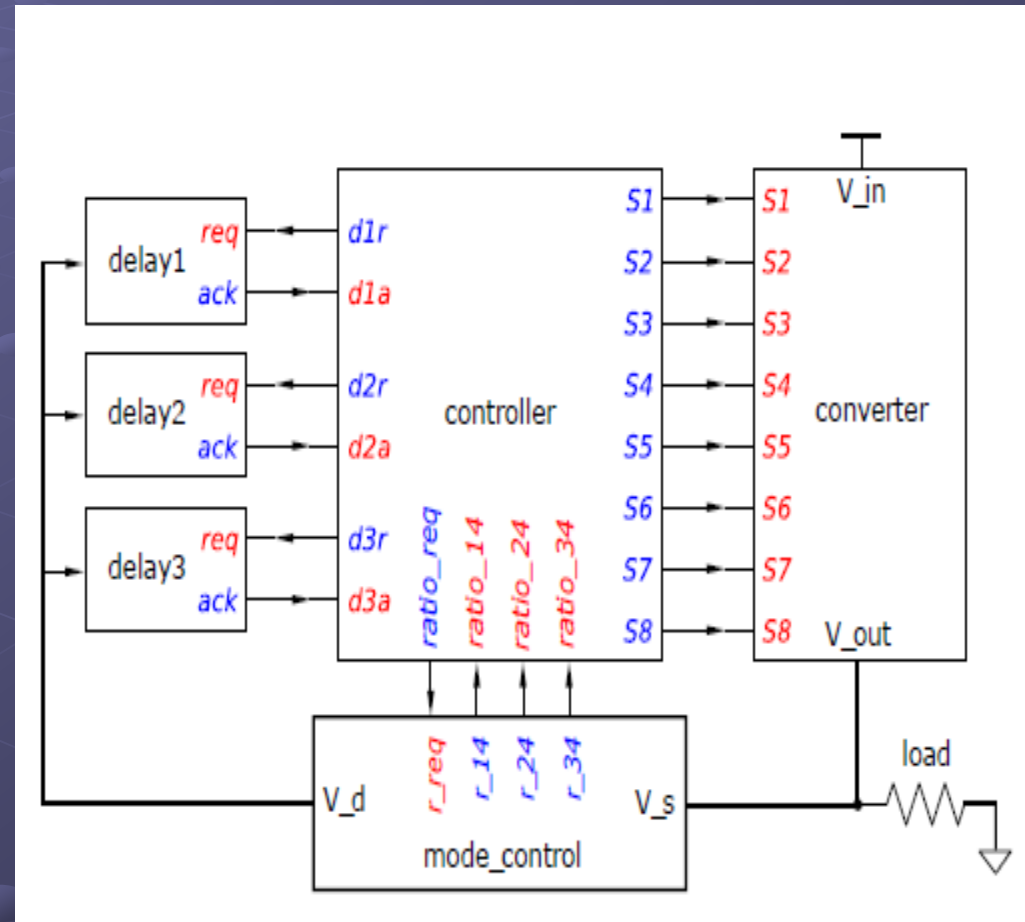 delay1
req
ack
delay2
req
ack
delay3
req
ack
d1r
d1a
d2r
d2a
d3r
d3a
controller
ratio_req
ratio_14
ratio_24
ratio_34
S1
S2
S3
S4
S5
S6
S7
S8
V_in
S1
S2
S3
S4
S5
S6
S7
S8
converter
V_out
load
V_d
r_req
r_14
r_24
r_34
V_s
mode_control